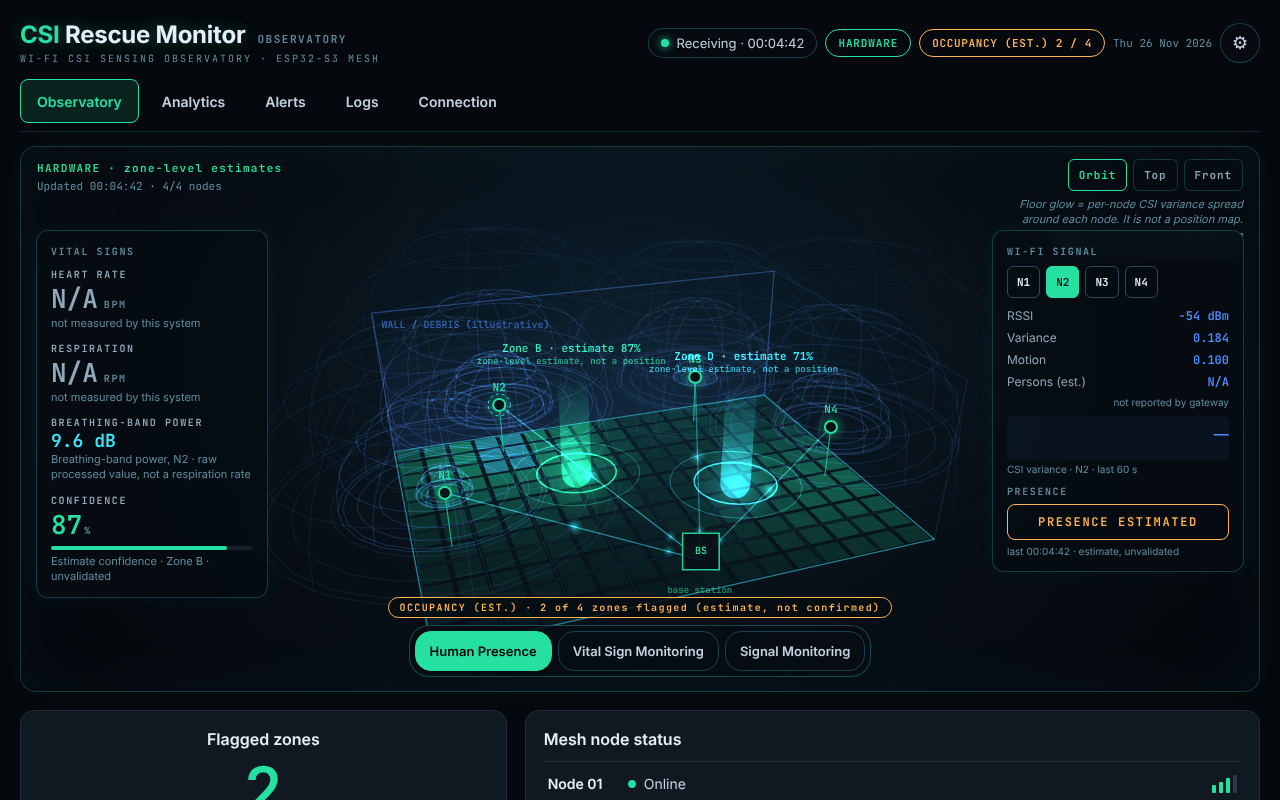 CSI Rescue Monitor OBSERVATORY
WI-FI CSI SENSING OBSERVATORY · ESP32-S3 MESH
Receiving · 00:04:42
HARDWARE
OCCUPANCY (EST.) 2 / 4
Thu 26 Nov 2026
Observatory
Analytics
Alerts
Logs
Connection
HARDWARE · zone-level estimates
Updated 00:04:42 · 4/4 nodes
Orbit
Top
Front
Floor glow = per-node CSI variance spread
around each node. It is not a position map.
VITAL SIGNS
HEART RATE
N/A BPM
not measured by this system
RESPIRATION
N/A RPM
not measured by this system
BREATHING-BAND POWER
9.6 dB
Breathing-band power, N2 · raw
processed value, not a respiration rate
CONFIDENCE
87 %
Estimate confidence · Zone B ·
unvalidated
WALL / DEBRIS (illustrative)
Zone B · estimate 87%
zone-level estimate, not a position
Zone D · estimate 71%
zone-level estimate, not a position
N3
N2
N4
N1
BS
base station
WI-FI SIGNAL
N1
N2
N3
N4
RSSI -54 dBm
Variance 0.184
Motion 0.100
Persons (est.) N/A
not reported by gateway
CSI variance · N2 · last 60 s
PRESENCE
PRESENCE ESTIMATED
last 00:04:42 · estimate, unvalidated
OCCUPANCY (EST.) · 2 of 4 zones flagged (estimate, not confirmed)
Human Presence
Vital Sign Monitoring
Signal Monitoring
Flagged zones
2
Mesh node status
Node 01 Online